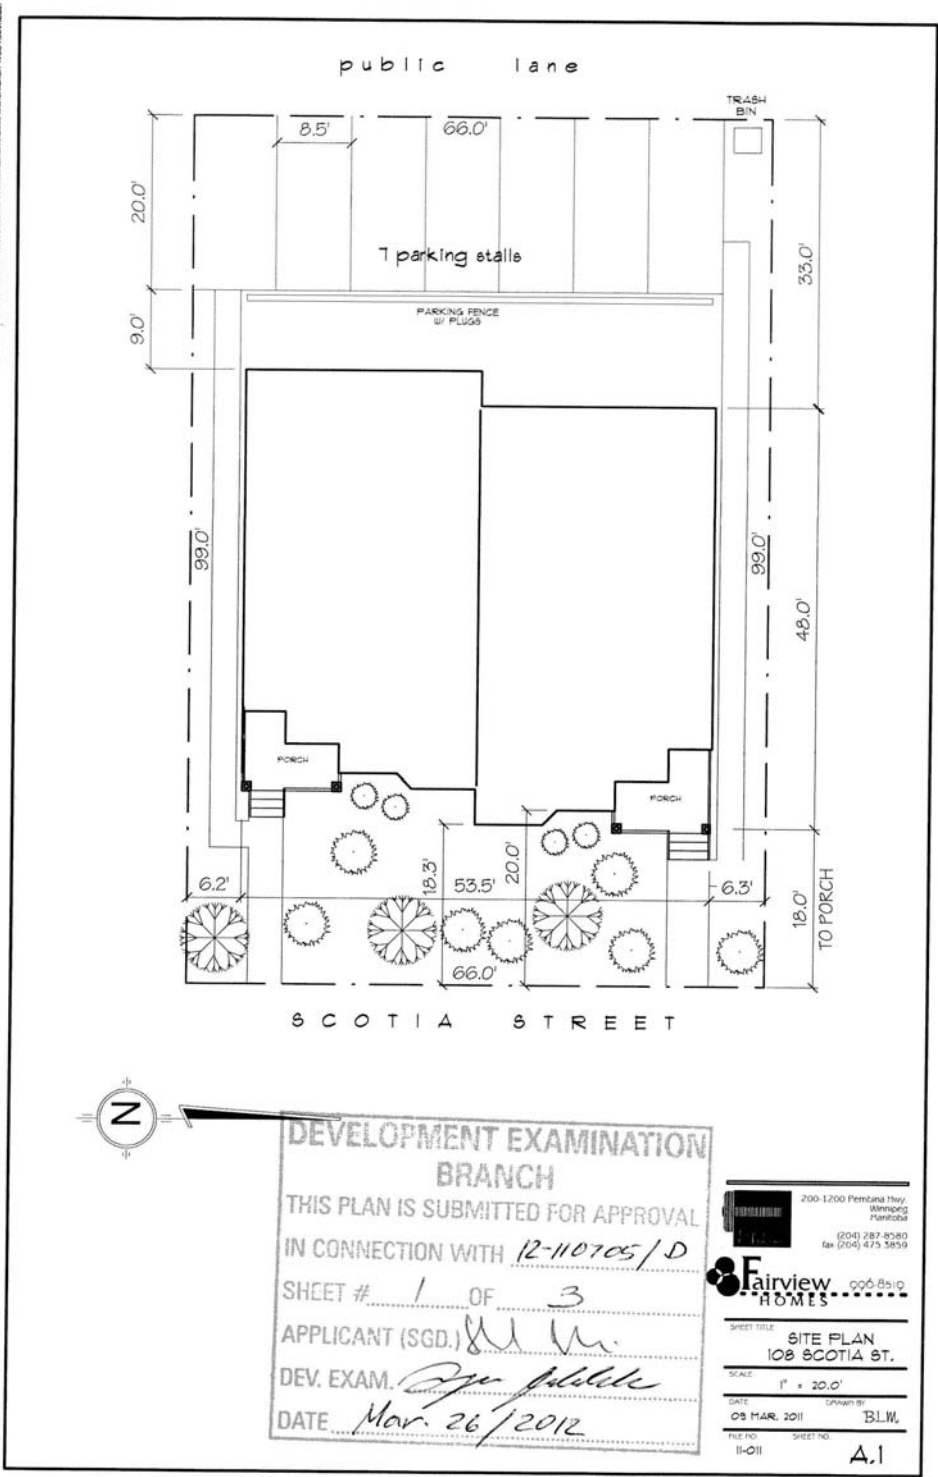 public lane
TRASH
BIN
8.5'
66.0'
20.0'
7 parking stalls
33.0'
PARKING FENCE
W/ PLUGS
9.0'
99.0'
99.0'
48.0'
PORCH
PORCH
6.2'
18.3'
53.5'
20.0'
6.3'
18.0'
TO PORCH
66.0'
SCOTIA STREET
N
DEVELOPMENT EXAMINATION
BRANCH
THIS PLAN IS SUBMITTED FOR APPROVAL
IN CONNECTION WITH 12-110705/D
SHEET # 1 OF 3
APPLICANT (SGD.)
DEV. EXAM.
DATE Mar. 26/2012
200-1200 Pembina Hwy.
Winnipeg
Manitoba
(204) 287-8580
fax (204) 475 3859
Fairview
HOMES
996-8510
SHEET TITLE
SITE PLAN
108 SCOTIA ST.
SCALE
1" = 20.0'
DATE
DRAWN BY
03 MAR. 2011
B.L.M.
FILE NO.
SHEET NO.
11-011
A.1